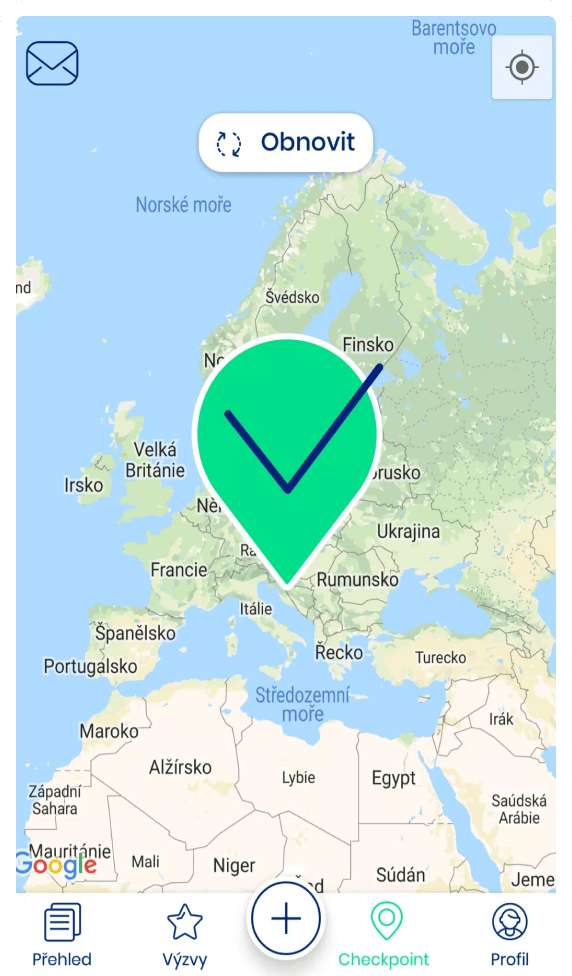 Barentsovo
moře
Obnovit
Norské moře
nd
Švédsko
Finsko
No
Velká
Británie
Irsko
orusko
Něl
Ukrajina
Ra
Francie
Rumunsko
Itálie
Španělsko
Řecko
Turecko
Portugalsko
Středozemní
moře
Irák
Maroko
Alžírsko
Lybie
Egypt
Západní
Sahara
Saúdská
Arábie
Mauritánie
Google
Mali
Niger
Súdán
Jeme
ad
Přehled
Výzvy
Checkpoint
Profil